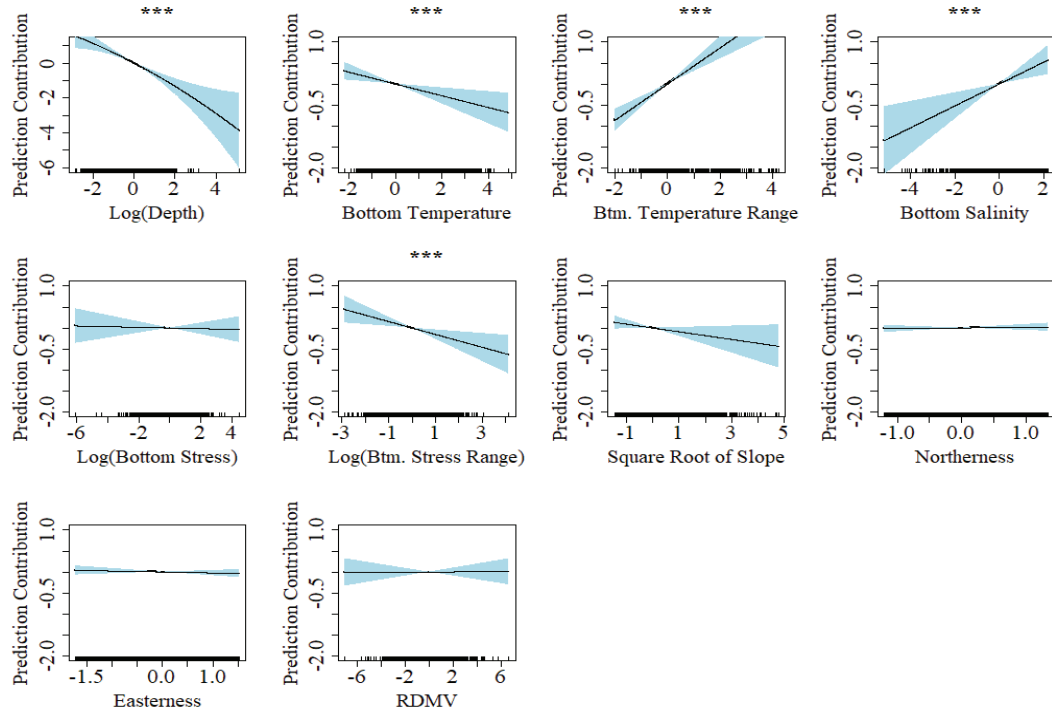 ***
***
***
***
Prediction Contribution
0
-2
-4
-6
-2 0 2 4
Log(Depth)
Prediction Contribution
1.0
-0.5
-2.0
-2 0 2 4
Bottom Temperature
Prediction Contribution
1.0
-0.5
-2.0
-2 0 1 2 3 4
Btm. Temperature Range
Prediction Contribution
1.0
-0.5
-2.0
-4 -2 0 2
Bottom Salinity
***
Prediction Contribution
1.0
-0.5
-2.0
-6 -2 2 4
Log(Bottom Stress)
Prediction Contribution
1.0
-0.5
-2.0
-3 -1 1 3
Log(Btm. Stress Range)
Prediction Contribution
1.0
-0.5
-2.0
-1 1 3 5
Square Root of Slope
Prediction Contribution
1.0
-0.5
-2.0
-1.0 0.0 1.0
Northerness
Prediction Contribution
1.0
-0.5
-2.0
-1.5 0.0 1.0
Easterness
Prediction Contribution
1.0
-0.5
-2.0
-6 -2 2 6
RDMV